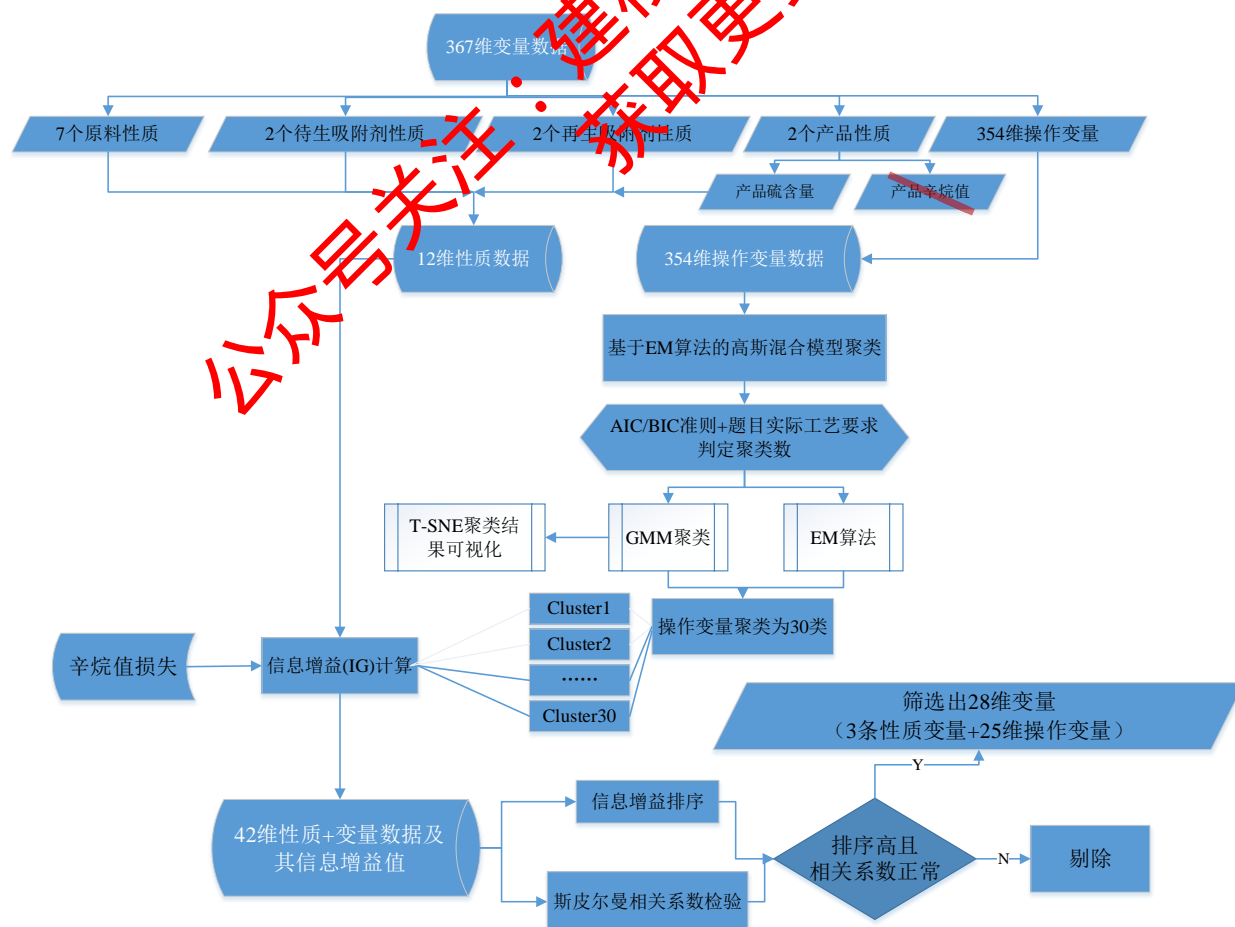 367维变量数据
7个原料性质
2个待生吸附剂性质
2个再生吸附剂性质
2个产品性质
354维操作变量
产品硫含量
产品辛烷值
12维性质数据
354维操作变量数据
基于EM算法的高斯混合模型聚类
AIC/BIC准则+题目实际工艺要求
判定聚类数
T-SNE聚类结
果可视化
GMM聚类
EM算法
Cluster1
Cluster2
……
Cluster30
操作变量聚类为30类
辛烷值损失
信息增益(IG)计算
筛选出28维变量
（3条性质变量+25维操作变量）
Y
42维性质+变量数据及
其信息增益值
信息增益排序
斯皮尔曼相关系数检验
排序高且
相关系数正常
N
剔除
公众号关注：建
获取更